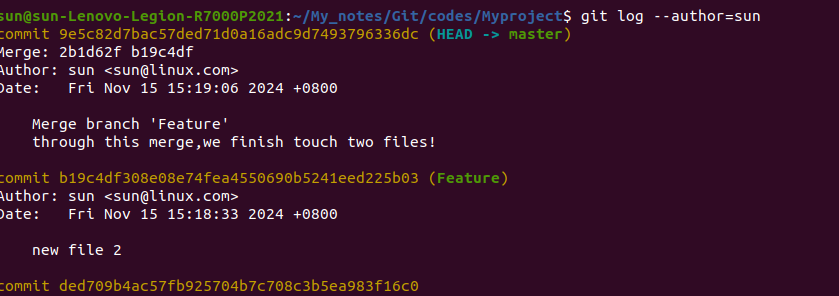 sun@sun-Lenovo-Legion-R7000P2021:~/My_notes/Git/codes/Myproject$ git log --author=sun
commit 9e5c82d7bac57ded71d0a16adc9d7493796336dc (HEAD -> master)
Merge: 2b1d62f b19c4df
Author: sun <sun@linux.com>
Date:   Fri Nov 15 15:19:06 2024 +0800

    Merge branch 'Feature'
    through this merge,we finish touch two files!

commit b19c4df308e08e74fea4550690b5241eed225b03 (Feature)
Author: sun <sun@linux.com>
Date:   Fri Nov 15 15:18:33 2024 +0800

    new file 2

commit ded709b4ac57fb925704b7c708c3b5ea983f16c0